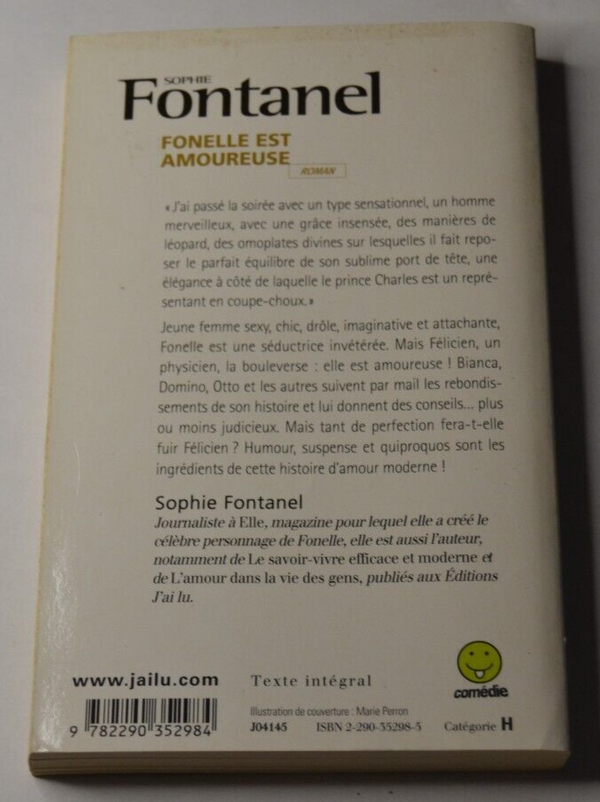 SOPHIE
Fontanel
FONELLE EST
AMOUREUSE
ROMAN
« J'ai passé la soirée avec un type sensationnel, un homme
merveilleux, avec une grâce insensée, des manières de
léopard, des omoplates divines sur lesquelles il fait repo-
ser le parfait équilibre de son sublime port de tête, une
élégance à côté de laquelle le prince Charles est un repré-
sentant en coupe-choux. »
Jeune femme sexy, chic, drôle, imaginative et attachante,
Fonelle est une séductrice invétérée. Mais Félicien, un
physicien, la bouleverse : elle est amoureuse ! Bianca,
Domino, Otto et les autres suivent par mail les rebondis-
sements de son histoire et lui donnent des conseils... plus
ou moins judicieux. Mais tant de perfection fera-t-elle
fuir Félicien ? Humour, suspense et quiproquos sont les
ingrédients de cette histoire d'amour moderne !
Sophie Fontanel
Journaliste à Elle, magazine pour lequel elle a créé le
célèbre personnage de Fonelle, elle est aussi l'auteur,
notamment de Le savoir-vivre efficace et moderne et
de L'amour dans la vie des gens, publiés aux Éditions
J'ai lu.
www.jailu.com
Texte intégral
comédie
Illustration de couverture : Marie Perron
9 782290 352984
J04145 ISBN 2-290-35298-5 Catégorie H